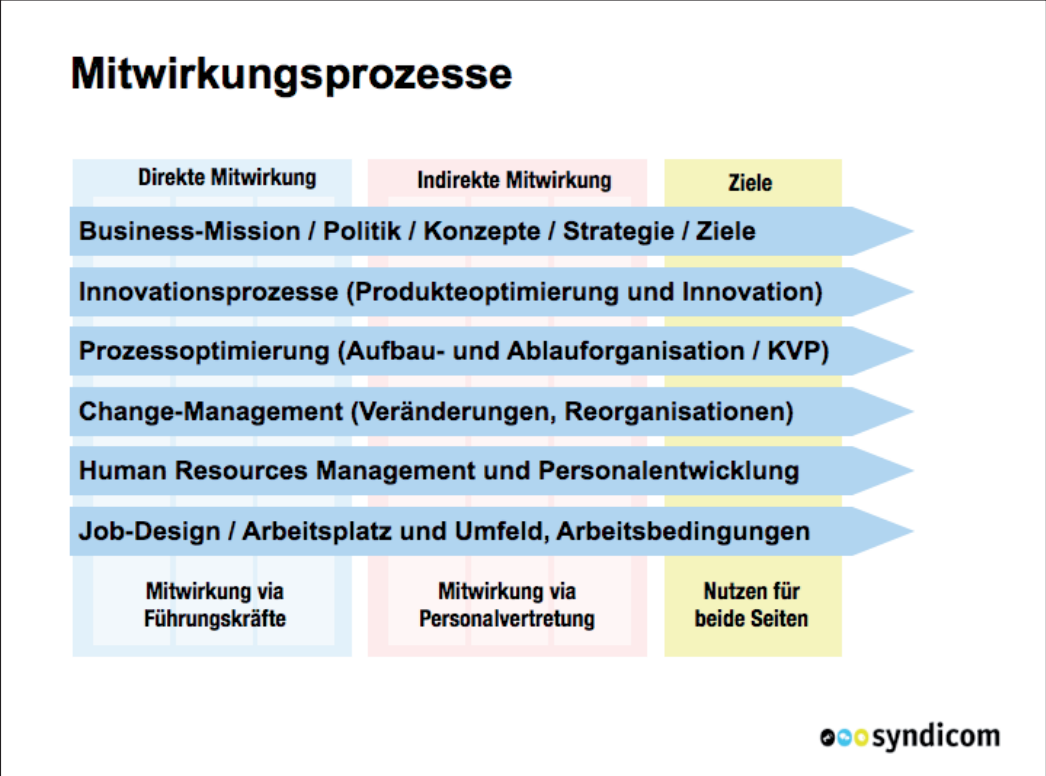 Mitwirkungsprozesse
Direkte Mitwirkung
Indirekte Mitwirkung
Ziele
Business-Mission / Politik / Konzepte / Strategie / Ziele
Innovationsprozesse (Produkteoptimierung und Innovation)
Prozessoptimierung (Aufbau- und Ablauforganisation / KVP)
Change-Management (Veränderungen, Reorganisationen)
Human Resources Management und Personalentwicklung
Job-Design / Arbeitsplatz und Umfeld, Arbeitsbedingungen
Mitwirkung via
Führungskräfte
Mitwirkung via
Personalvertretung
Nutzen für
beide Seiten
syndicom